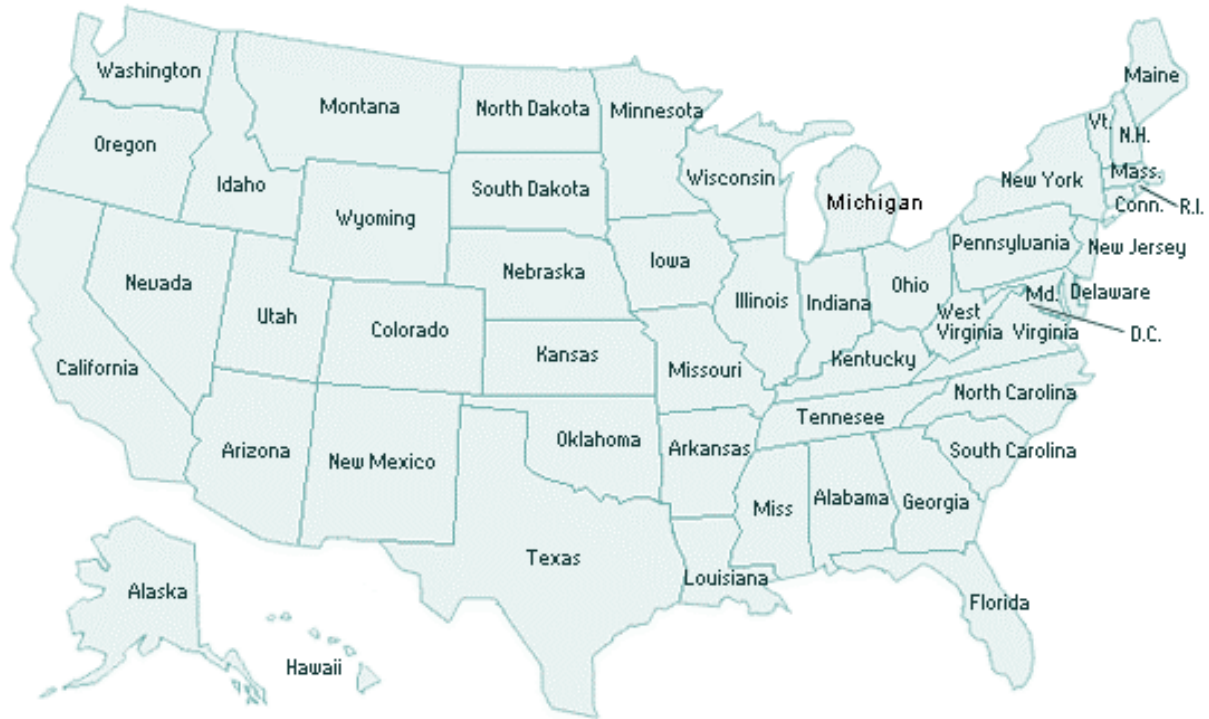 Washington
Montana
North Dakota
Minnesota
Maine
Oregon
Idaho
Wyoming
South Dakota
Wisconsin
Michigan
New York
Vt.
N.H.
Mass.
Conn.
R.I.
Nevada
Utah
Colorado
Nebraska
Iowa
Illinois
Indiana
Ohio
Pennsylvania
New Jersey
Md.
Delaware
West
Virginia
Virginia
D.C.
California
Kansas
Missouri
Kentucky
North Carolina
Tennesee
South Carolina
Arizona
New Mexico
Oklahoma
Arkansas
Miss
Alabama
Georgia
Texas
Louisiana
Florida
Alaska
Hawaii